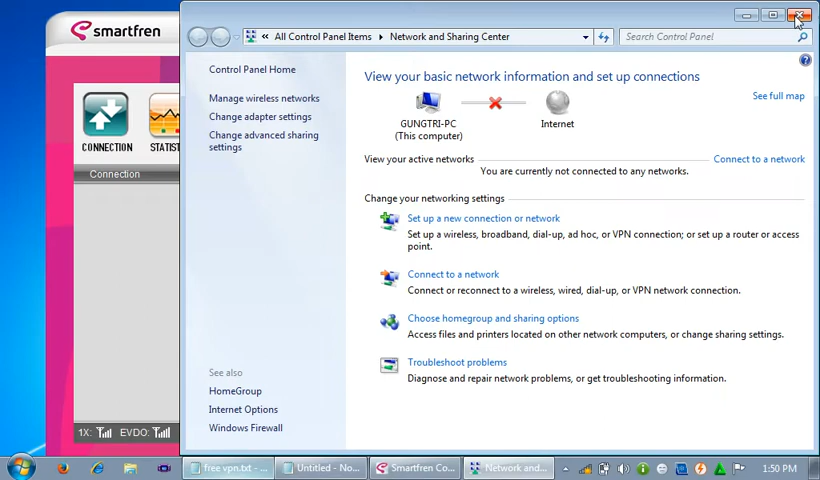 smartfren
CONNECTION
STATIST
Connection
1X:
EVDO:
All Control Panel Items
Network and Sharing Center
Search Control Panel
Control Panel Home
Manage wireless networks
Change adapter settings
Change advanced sharing
settings
See also
HomeGroup
Internet Options
Windows Firewall
View your basic network information and set up connections
See full map
GUNGTRI-PC
(This computer)
Internet
View your active networks
Connect to a network
You are currently not connected to any networks.
Change your networking settings
Set up a new connection or network
Set up a wireless, broadband, dial-up, ad hoc, or VPN connection; or set up a router or access
point.
Connect to a network
Connect or reconnect to a wireless, wired, dial-up, or VPN network connection.
Choose homegroup and sharing options
Access files and printers located on other network computers, or change sharing settings.
Troubleshoot problems
Diagnose and repair network problems, or get troubleshooting information.
free vpn.txt - ...
Untitled - No...
Smartfren Co...
Network and...
1:50 PM